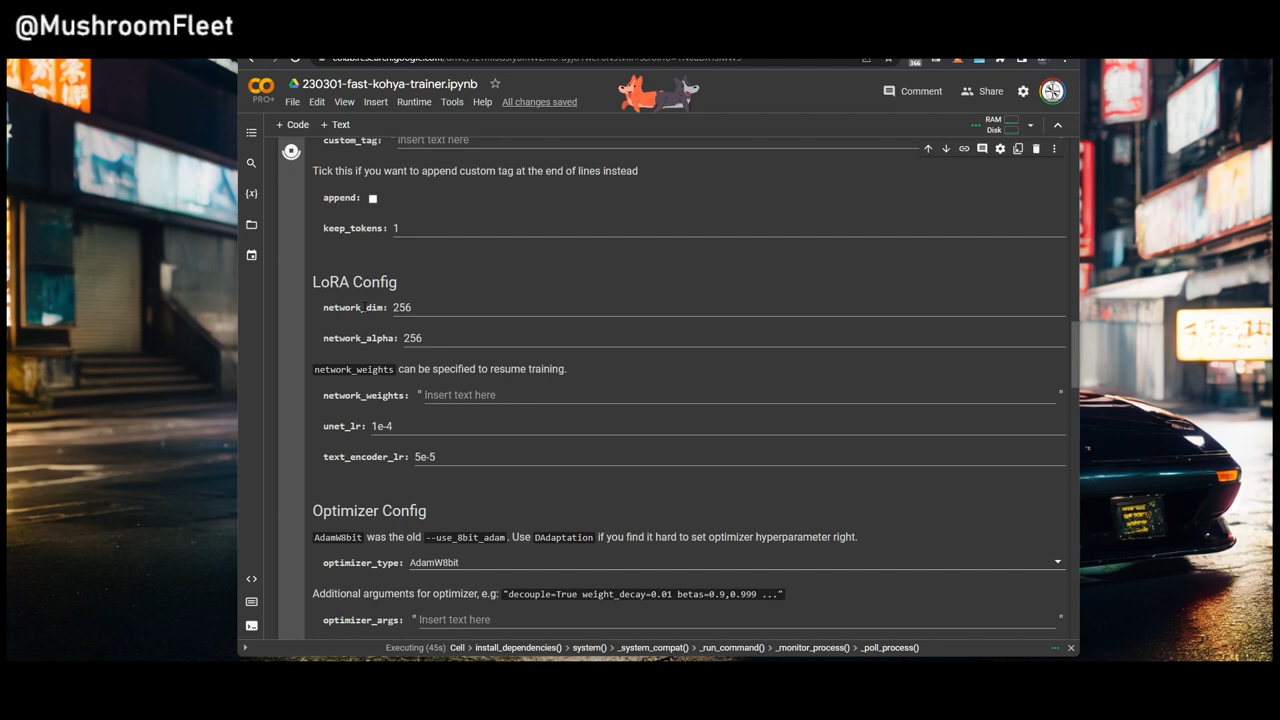 @MushroomFleet
230301-fast-kohya-trainer.ipynb
PRO+
File Edit View Insert Runtime Tools Help All changes saved
Comment Share
+ Code + Text
RAM
Disk
custom_tag: " Insert text here
Tick this if you want to append custom tag at the end of lines instead
append:
keep_tokens: 1
LoRA Config
network_dim: 256
network_alpha: 256
network_weights can be specified to resume training.
network_weights: " Insert text here "
unet_lr: 1e-4
text_encoder_lr: 5e-5
Optimizer Config
AdamW8bit was the old --use_8bit_adam. Use DAdaptation if you find it hard to set optimizer hyperparameter right.
optimizer_type: AdamW8bit
Additional arguments for optimizer, e.g: "decouple=True weight_decay=0.01 betas=0.9,0.999 ..."
optimizer_args: " Insert text here "
Executing (45s) Cell > install_dependencies() > system() > _system_compat() > _run_command() > _monitor_process() > _poll_process()